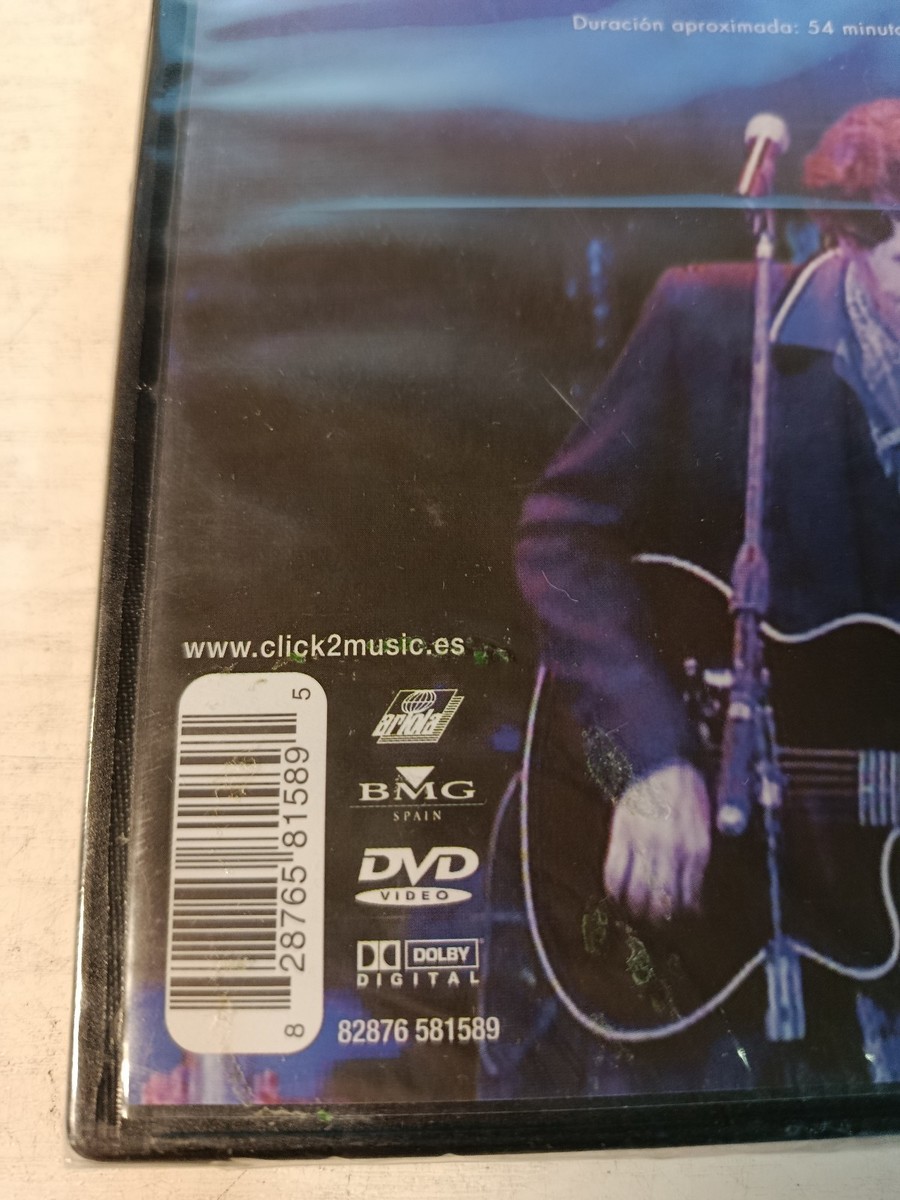 Duración aproximada: 54 minuto
www.click2music.es
ariola
BMG
SPAIN
DVD
VIDEO
DOLBY
DIGITAL
82876 581589
8 28765 81589 5